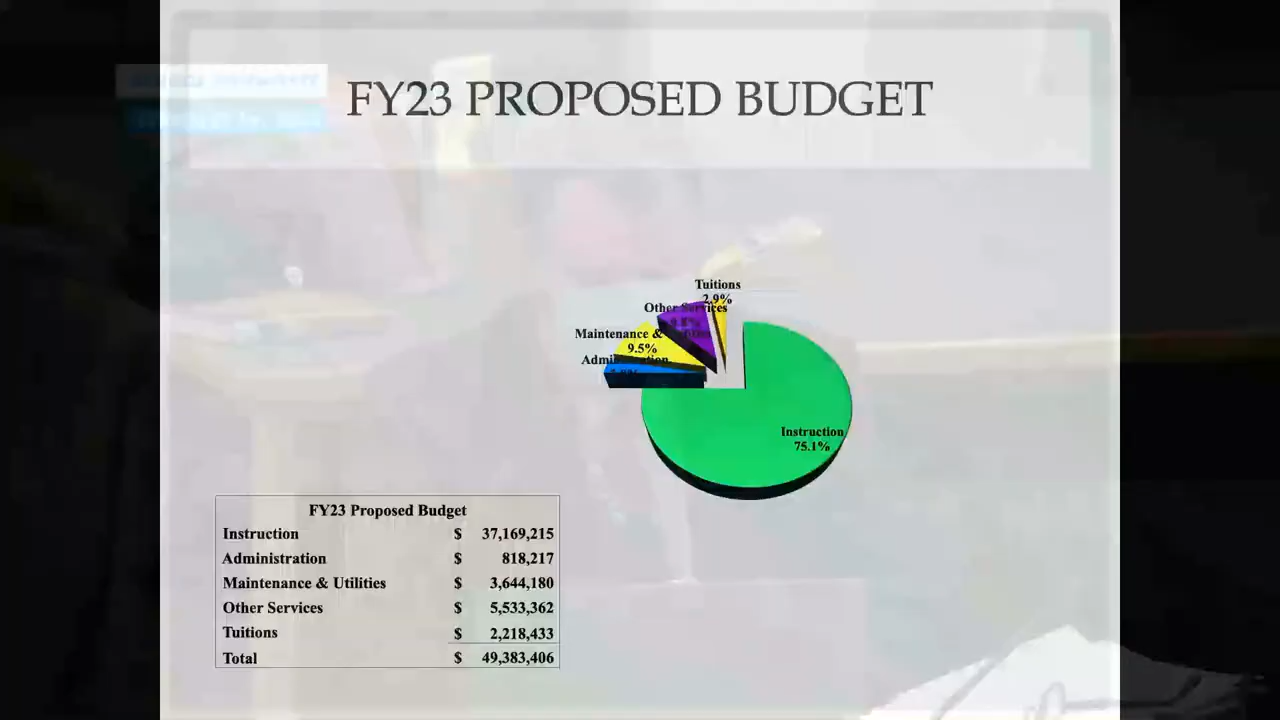 FY23 PROPOSED BUDGET
Tuitions
2.9%
Other Services
Maintenance &
9.5%
Administration
Instruction
75.1%
FY23 Proposed Budget
Instruction $ 37,169,215
Administration $ 818,217
Maintenance & Utilities $ 3,644,180
Other Services $ 5,533,362
Tuitions $ 2,218,433
Total $ 49,383,406